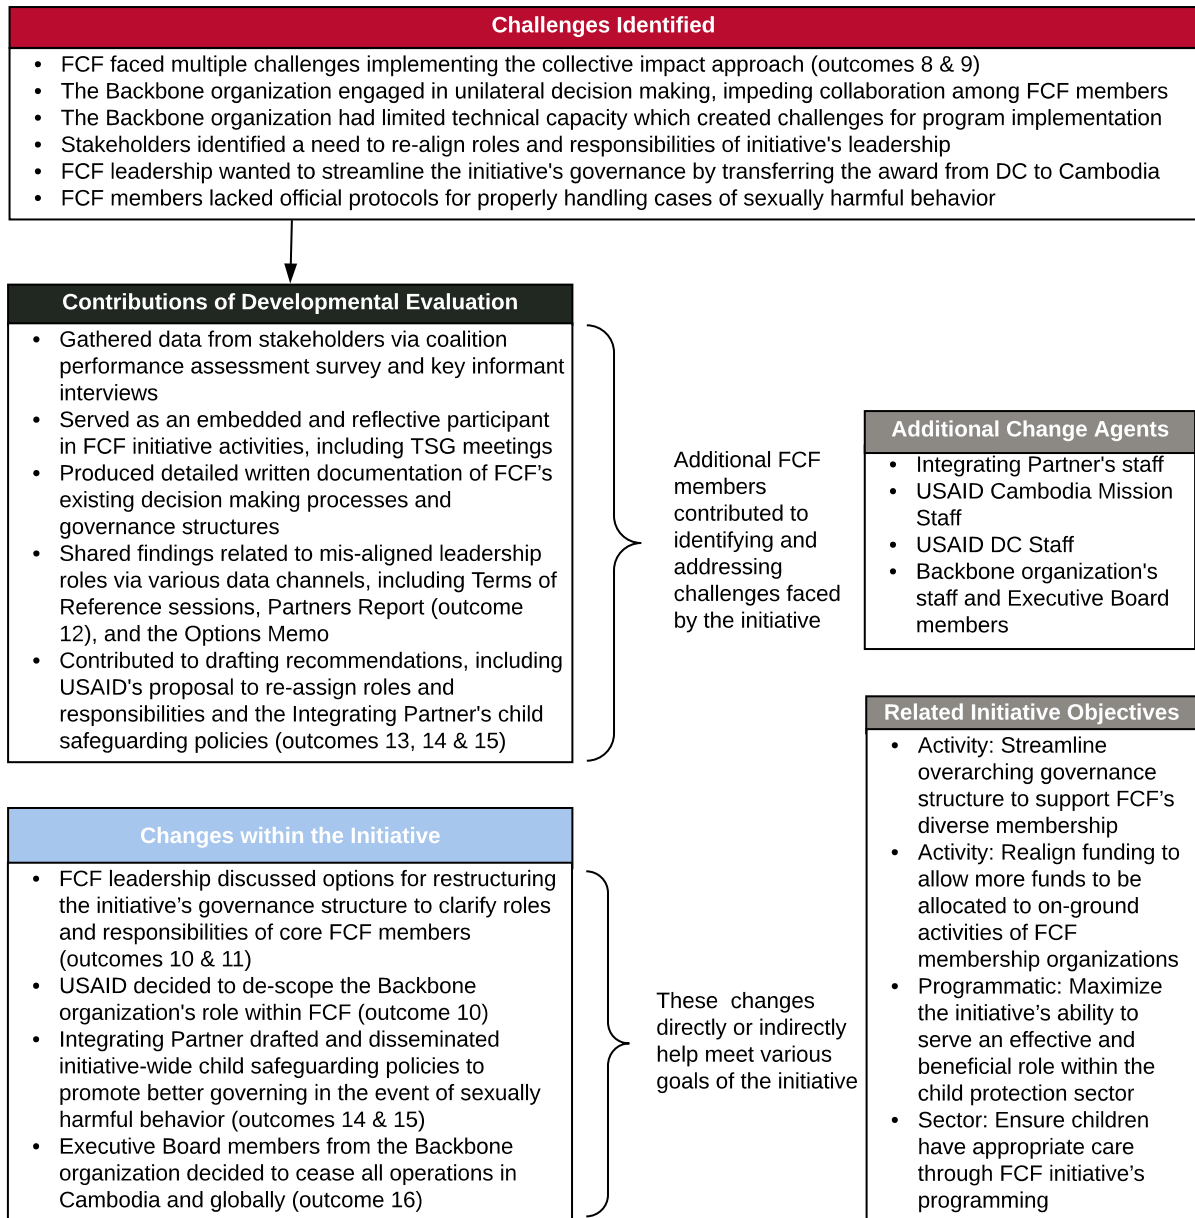 Challenges Identified
• FCF faced multiple challenges implementing the collective impact approach (outcomes 8 & 9)
• The Backbone organization engaged in unilateral decision making, impeding collaboration among FCF members
• The Backbone organization had limited technical capacity which created challenges for program implementation
• Stakeholders identified a need to re-align roles and responsibilities of initiative's leadership
• FCF leadership wanted to streamline the initiative's governance by transferring the award from DC to Cambodia
• FCF members lacked official protocols for properly handling cases of sexually harmful behavior
Contributions of Developmental Evaluation
• Gathered data from stakeholders via coalition
performance assessment survey and key informant
interviews
• Served as an embedded and reflective participant
in FCF initiative activities, including TSG meetings
• Produced detailed written documentation of FCF’s
existing decision making processes and
governance structures
• Shared findings related to mis-aligned leadership
roles via various data channels, including Terms of
Reference sessions, Partners Report (outcome
12), and the Options Memo
• Contributed to drafting recommendations, including
USAID's proposal to re-assign roles and
responsibilities and the Integrating Partner's child
safeguarding policies (outcomes 13, 14 & 15)
Additional FCF
members
contributed to
identifying and
addressing
challenges faced
by the initiative
Additional Change Agents
• Integrating Partner's staff
• USAID Cambodia Mission
Staff
• USAID DC Staff
• Backbone organization's
staff and Executive Board
members
Changes within the Initiative
• FCF leadership discussed options for restructuring
the initiative’s governance structure to clarify roles
and responsibilities of core FCF members
(outcomes 10 & 11)
• USAID decided to de-scope the Backbone
organization's role within FCF (outcome 10)
• Integrating Partner drafted and disseminated
initiative-wide child safeguarding policies to
promote better governing in the event of sexually
harmful behavior (outcomes 14 & 15)
• Executive Board members from the Backbone
organization decided to cease all operations in
Cambodia and globally (outcome 16)
These changes
directly or indirectly
help meet various
goals of the initiative
Related Initiative Objectives
• Activity: Streamline
overarching governance
structure to support FCF’s
diverse membership
• Activity: Realign funding to
allow more funds to be
allocated to on-ground
activities of FCF
membership organizations
• Programmatic: Maximize
the initiative’s ability to
serve an effective and
beneficial role within the
child protection sector
• Sector: Ensure children
have appropriate care
through FCF initiative’s
programming